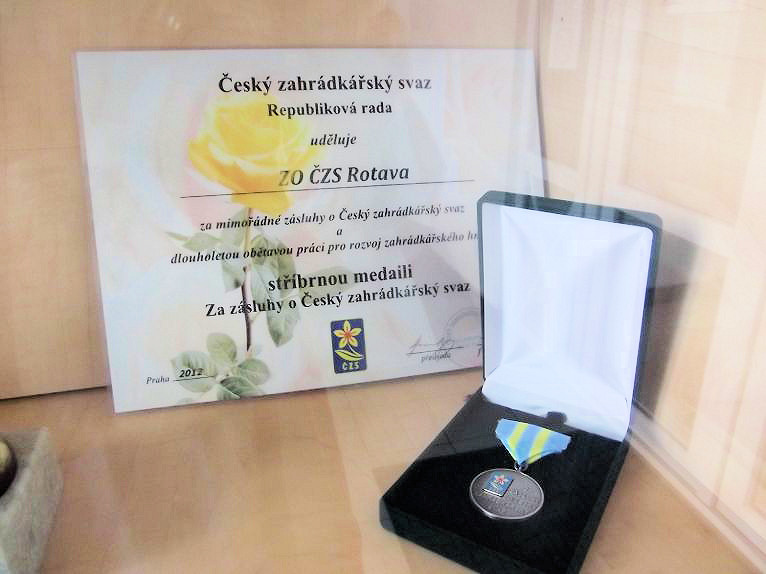 Český zahrádkářský svaz
Republiková rada
uděluje
ZO ČZS Rotava
za mimořádné zásluhy o Český zahrádkářský svaz
a
dlouholetou obětavou práci pro rozvoj zahrádkářského
stříbrnou medaili
Za zásluhy o Český zahrádkářský svaz
ČZS
Praha 2012
předseda